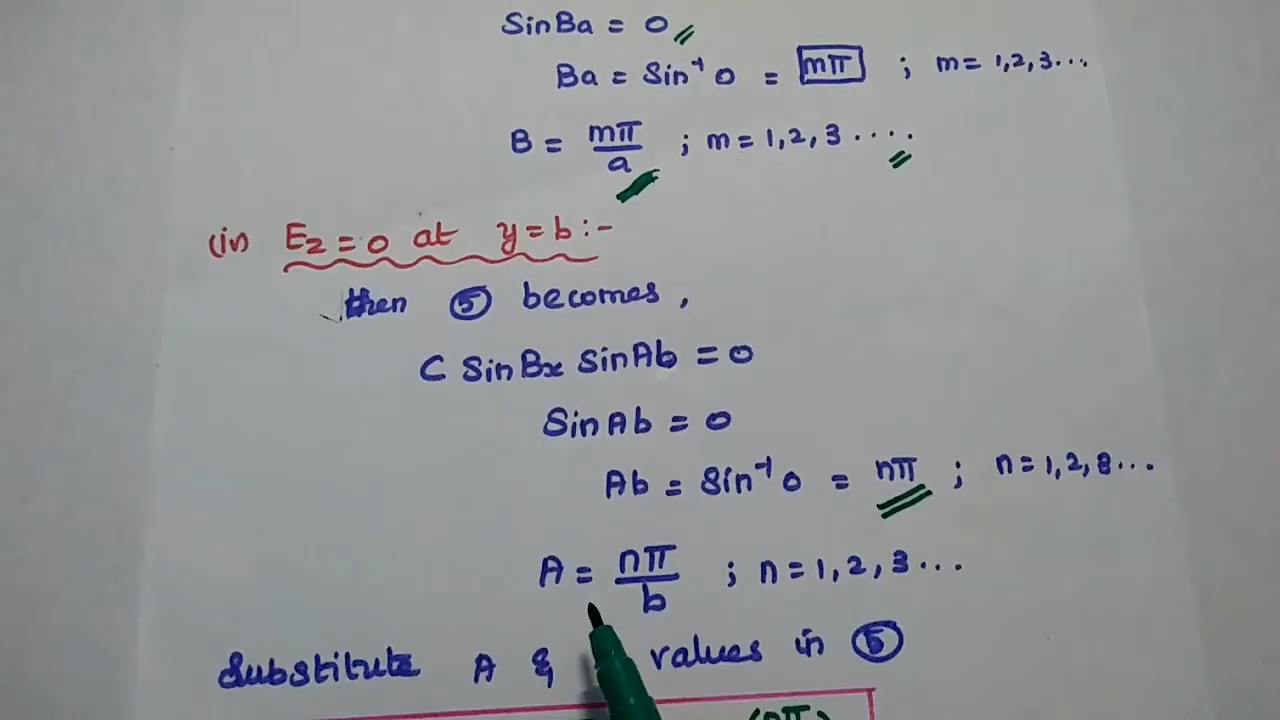 SinBa = 0
Ba = Sin⁻¹ 0 = mπ ; m = 1,2,3...
B = mπ/a ; m = 1,2,3....
(iv) Ez = 0 at y = b :-
then ⑤ becomes,
C SinBx SinAb = 0
SinAb = 0
Ab = Sin⁻¹ 0 = nπ ; n = 1,2,3...
A = nπ/b ; n = 1,2,3...
Substitute A & values in ⑤